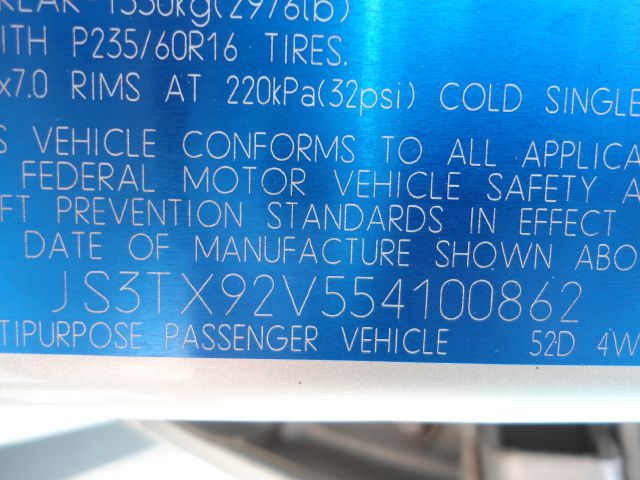 REAR-1350kg(2976lb)
WITH P235/60R16 TIRES.
x7.0 RIMS AT 220kPa(32psi) COLD SINGLE
S VEHICLE CONFORMS TO ALL APPLICA
FEDERAL MOTOR VEHICLE SAFETY A
FT PREVENTION STANDARDS IN EFFECT
DATE OF MANUFACTURE SHOWN ABO
JS3TX92V554100862
TIPURPOSE PASSENGER VEHICLE 52D 4W